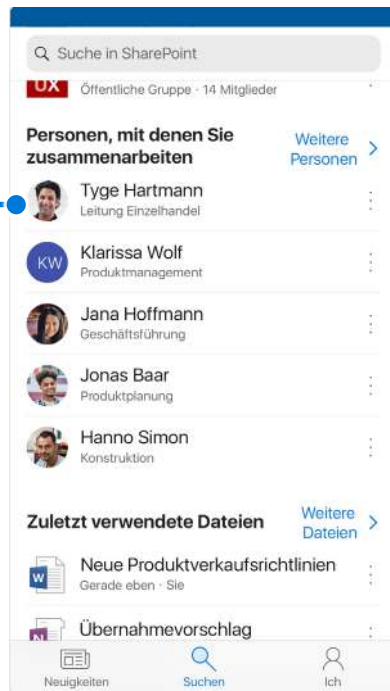 Suche in SharePoint
UX
Öffentliche Gruppe · 14 Mitglieder
Personen, mit denen Sie
zusammenarbeiten
Weitere
Personen
Tyge Hartmann
Leitung Einzelhandel
KW
Klarissa Wolf
Produktmanagement
Jana Hoffmann
Geschäftsführung
Jonas Baar
Produktplanung
Hanno Simon
Konstruktion
Zuletzt verwendete Dateien
Weitere
Dateien
W
Neue Produktverkaufsrichtlinien
Gerade eben · Sie
N
Übernahmevorschlag
Neuigkeiten
Suchen
Ich